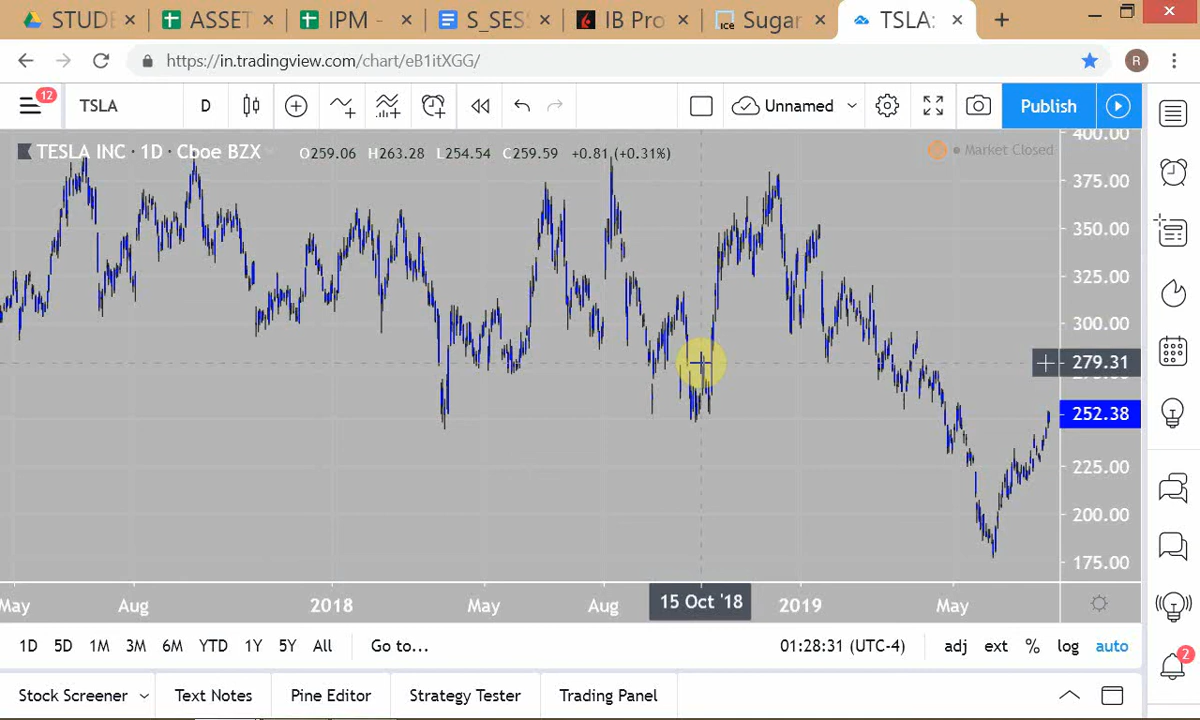 STUDE
ASSET
IPM -
S_SES
IB Pro
ICE Sugar
TSLA:
https://in.tradingview.com/chart/eB1itXGG/
R
12
TSLA
D
Unnamed
Publish
TESLA INC · 1D · Cboe BZX O259.06 H263.28 L254.54 C259.59 +0.81 (+0.31%)
Market Closed
400.00
375.00
350.00
325.00
300.00
279.31
252.38
225.00
200.00
175.00
May Aug 2018 May Aug 15 Oct '18 2019 May
1D 5D 1M 3M 6M YTD 1Y 5Y All Go to... 01:28:31 (UTC-4) adj ext % log auto
2
Stock Screener Text Notes Pine Editor Strategy Tester Trading Panel